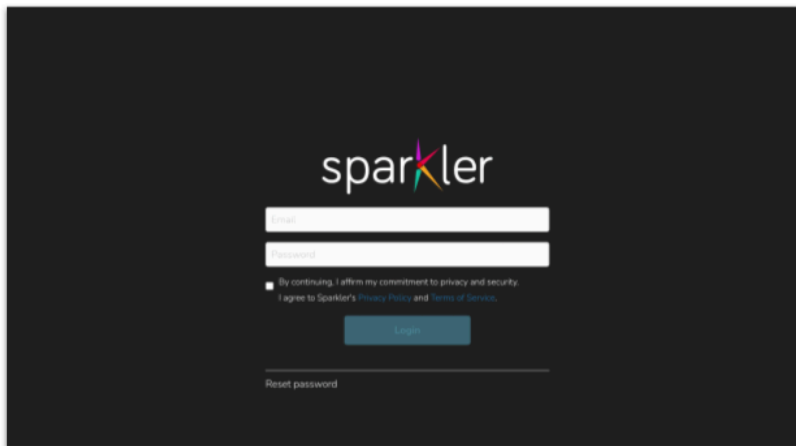 sparkler
Email
Password
By continuing, I affirm my commitment to privacy and security.
I agree to Sparkler's Privacy Policy and Terms of Service.
Login
Reset password